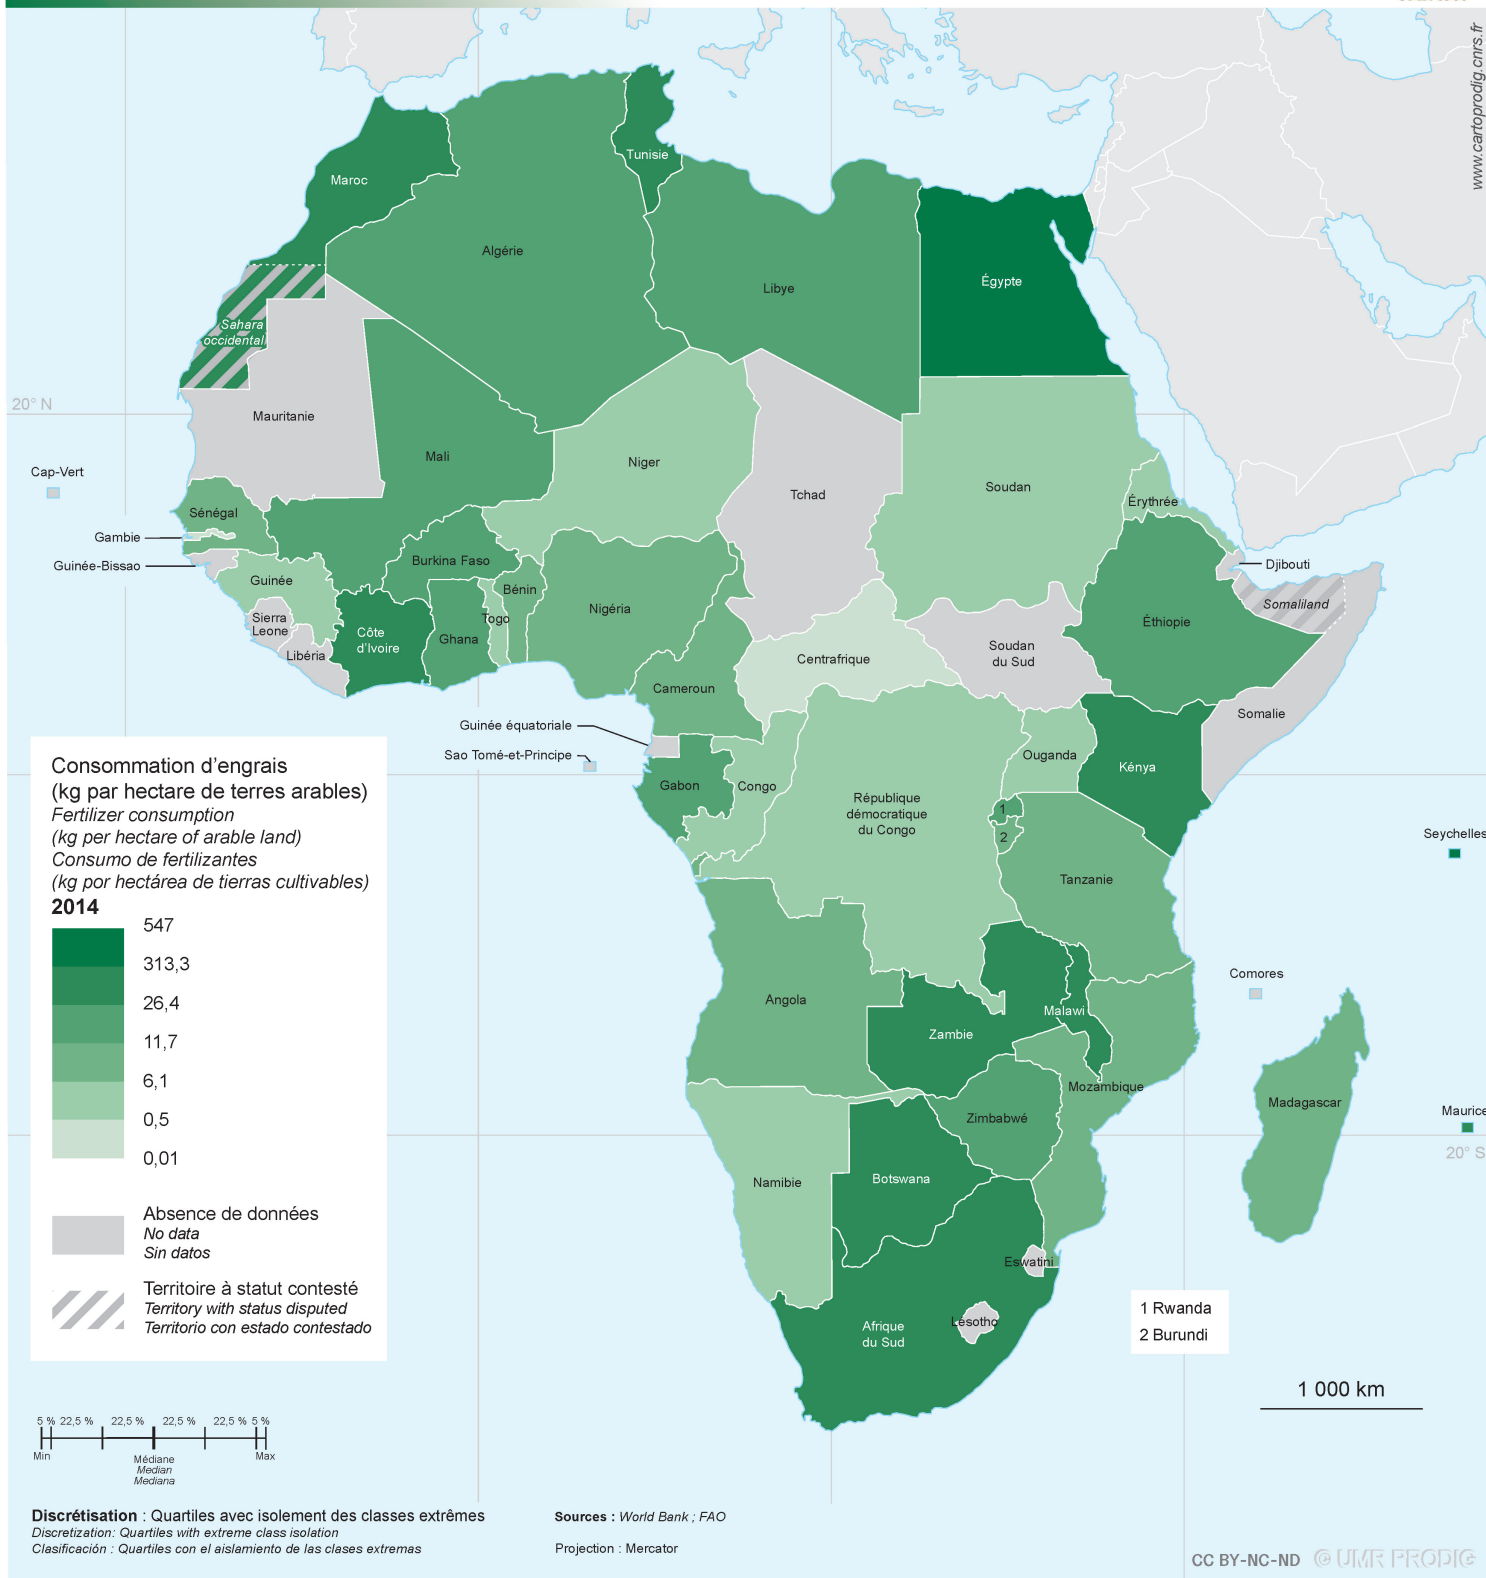 www.cartoprodig.cnrs.fr
Tunisie
Maroc
Algérie
Libye
Égypte
Sahara
occidental
20° N
Mauritanie
Mali
Niger
Tchad
Soudan
Érythrée
Cap-Vert
Sénégal
Gambie
Guinée-Bissao
Guinée
Burkina Faso
Bénin
Togo
Nigéria
Djibouti
Somaliland
Sierra
Leone
Libéria
Côte
d'Ivoire
Ghana
Éthiopie
Centrafrique
Soudan
du Sud
Cameroun
Somalie
Guinée équatoriale
Sao Tomé-et-Principe
Gabon
Congo
Ouganda
Kénya
République
démocratique
du Congo
1
2
Seychelles
Tanzanie
Comores
Angola
Malawi
Zambie
Mozambique
Madagascar
Maurice
20° S
Zimbabwé
Namibie
Botswana
Eswatini
Lesotho
Afrique
du Sud
Consommation d'engrais
(kg par hectare de terres arables)
Fertilizer consumption
(kg per hectare of arable land)
Consumo de fertilizantes
(kg por hectárea de tierras cultivables)
2014
547
313,3
26,4
11,7
6,1
0,5
0,01
Absence de données
No data
Sin datos
Territoire à statut contesté
Territory with status disputed
Territorio con estado contestado
1 Rwanda
2 Burundi
1 000 km
5 % 22,5 % 22,5 % 22,5 % 22,5 % 5 %
Min
Médiane
Median
Mediana
Max
Discrétisation : Quartiles avec isolement des classes extrêmes
Discretization: Quartiles with extreme class isolation
Clasificación : Quartiles con el aislamiento de las clases extremas
Sources : World Bank ; FAO
Projection : Mercator
CC BY-NC-ND © UMR PRODIG